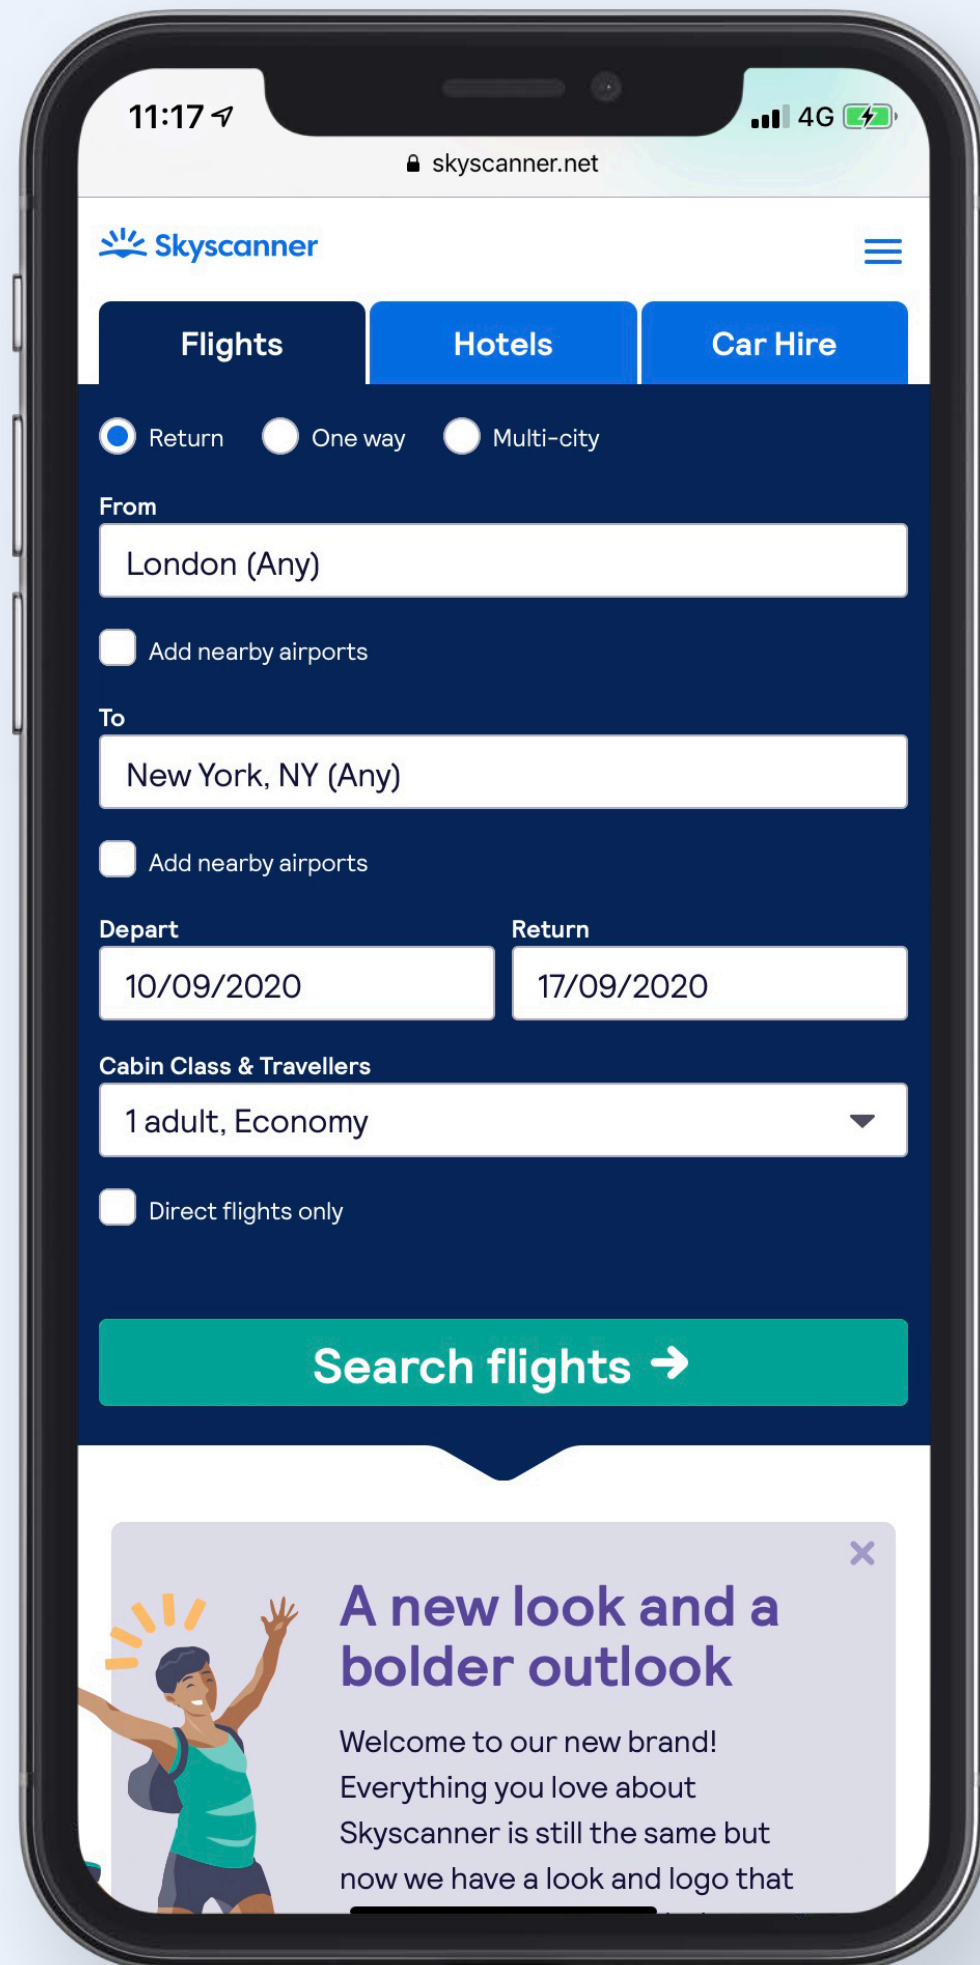 11:17
4G
skyscanner.net
Skyscanner
Flights
Hotels
Car Hire
Return
One way
Multi-city
From
London (Any)
Add nearby airports
To
New York, NY (Any)
Add nearby airports
Depart
Return
10/09/2020
17/09/2020
Cabin Class & Travellers
1 adult, Economy
Direct flights only
Search flights
A new look and a
bolder outlook
Welcome to our new brand!
Everything you love about
Skyscanner is still the same but
now we have a look and logo that